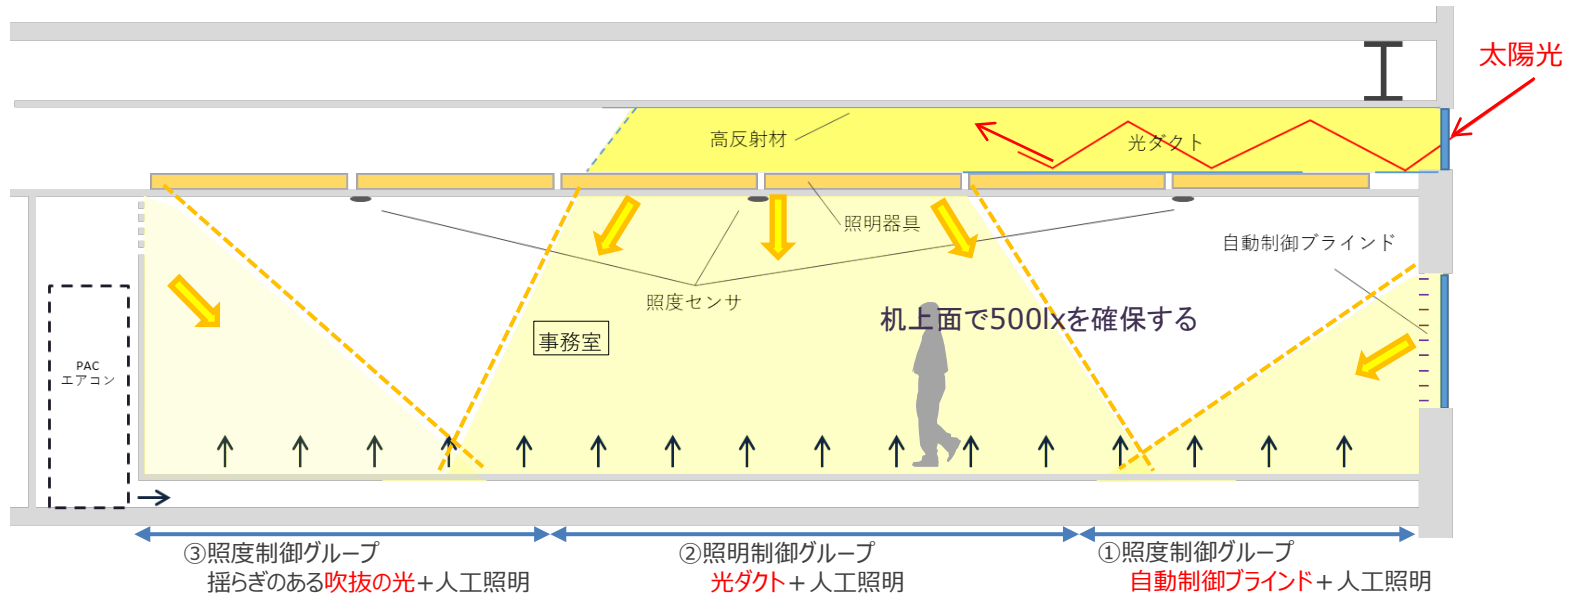 太陽光
高反射材
光ダクト
照明器具
自動制御ブラインド
照度センサ
机上面で500lxを確保する
事務室
PAC
エアコン
③照度制御グループ
揺らぎのある吹抜の光+人工照明
②照明制御グループ
光ダクト+人工照明
①照度制御グループ
自動制御ブラインド+人工照明